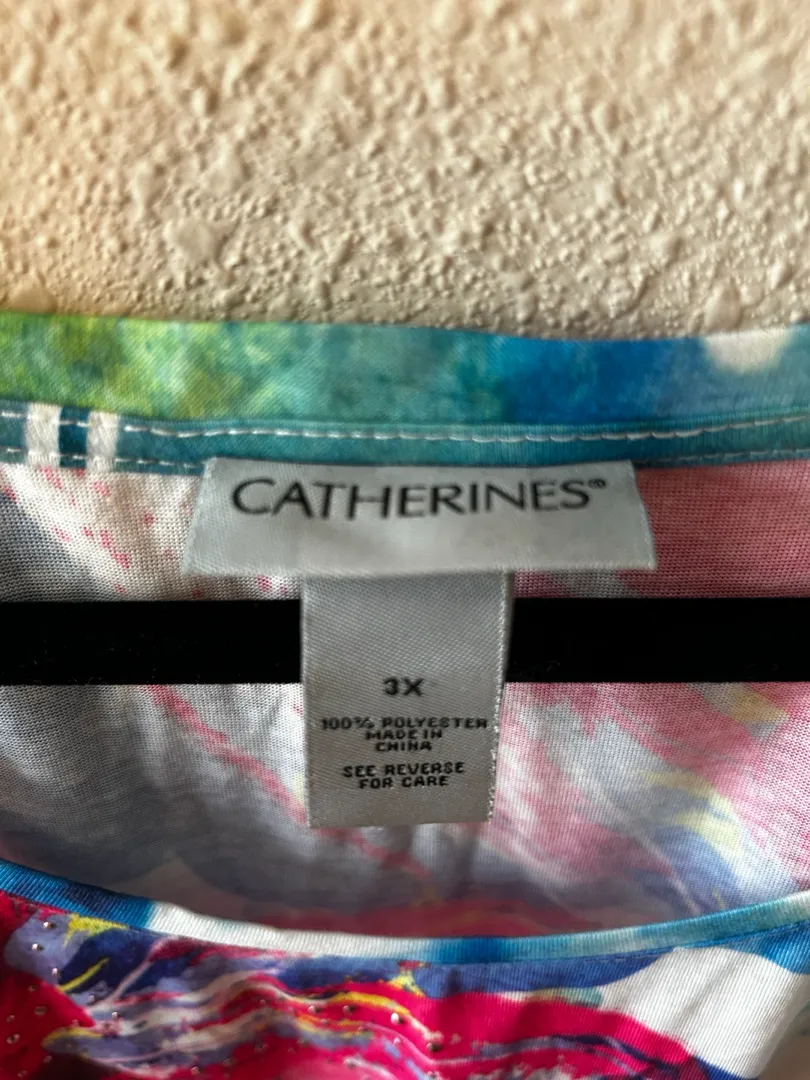 CATHERINES®
3X
100% POLYESTER
MADE IN
CHINA
SEE REVERSE
FOR CARE